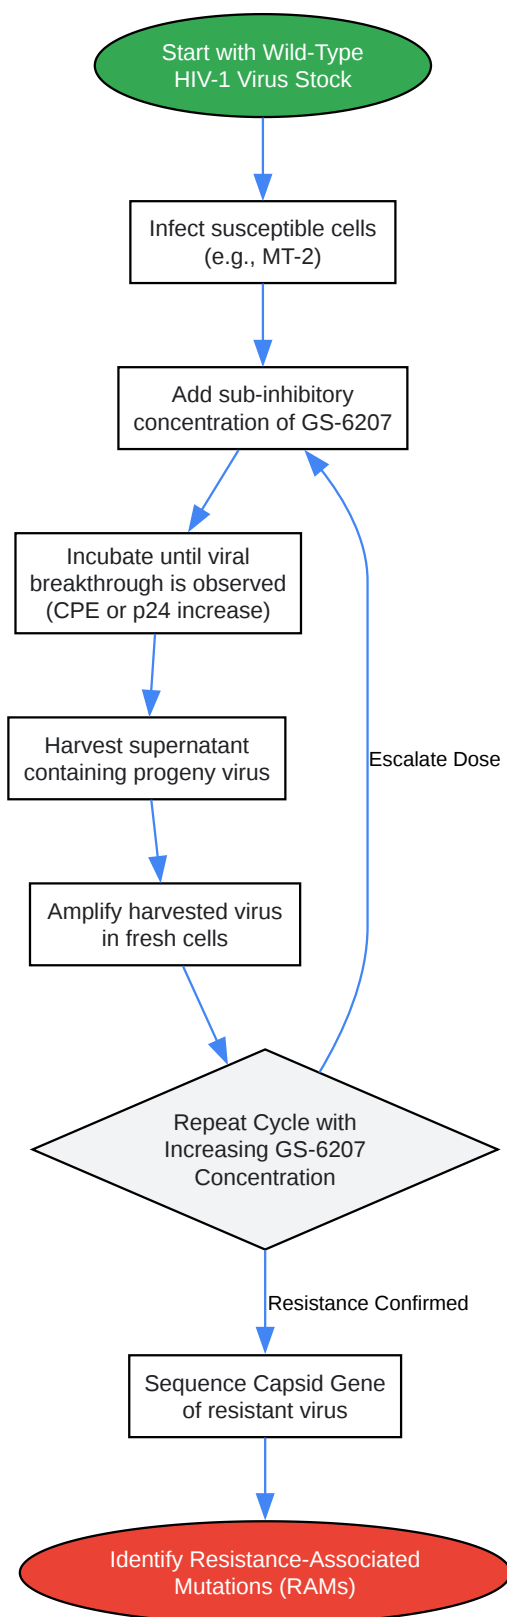 Start with Wild-Type
HIV-1 Virus Stock
Infect susceptible cells
(e.g., MT-2)
Add sub-inhibitory
concentration of GS-6207
Incubate until viral
breakthrough is observed
(CPE or p24 increase)
Harvest supernatant
containing progeny virus
Escalate Dose
Amplify harvested virus
in fresh cells
Repeat Cycle with
Increasing GS-6207
Concentration
Resistance Confirmed
Sequence Capsid Gene
of resistant virus
Identify Resistance-Associated
Mutations (RAMs)